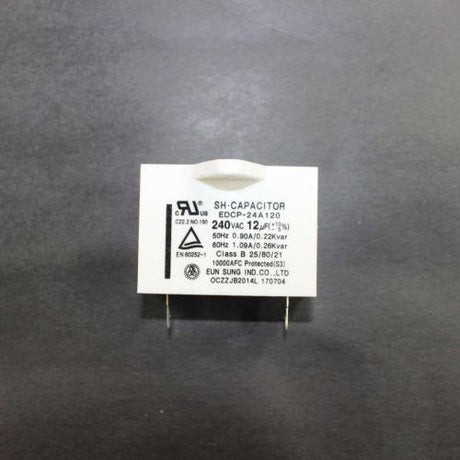 SH-CAPACITOR
EDCP-24A120
C US
C22.2 NO.190
240VAC 12μF(
%)
50Hz 0.90A/0.22Kvar
60Hz 1.09A/0.26Kvar
Class B 25/80/21
EN 60252-1
10000AFC Protected(S3)
EUN SUNG IND.CO.,LTD
OCZZJB2014L 170704